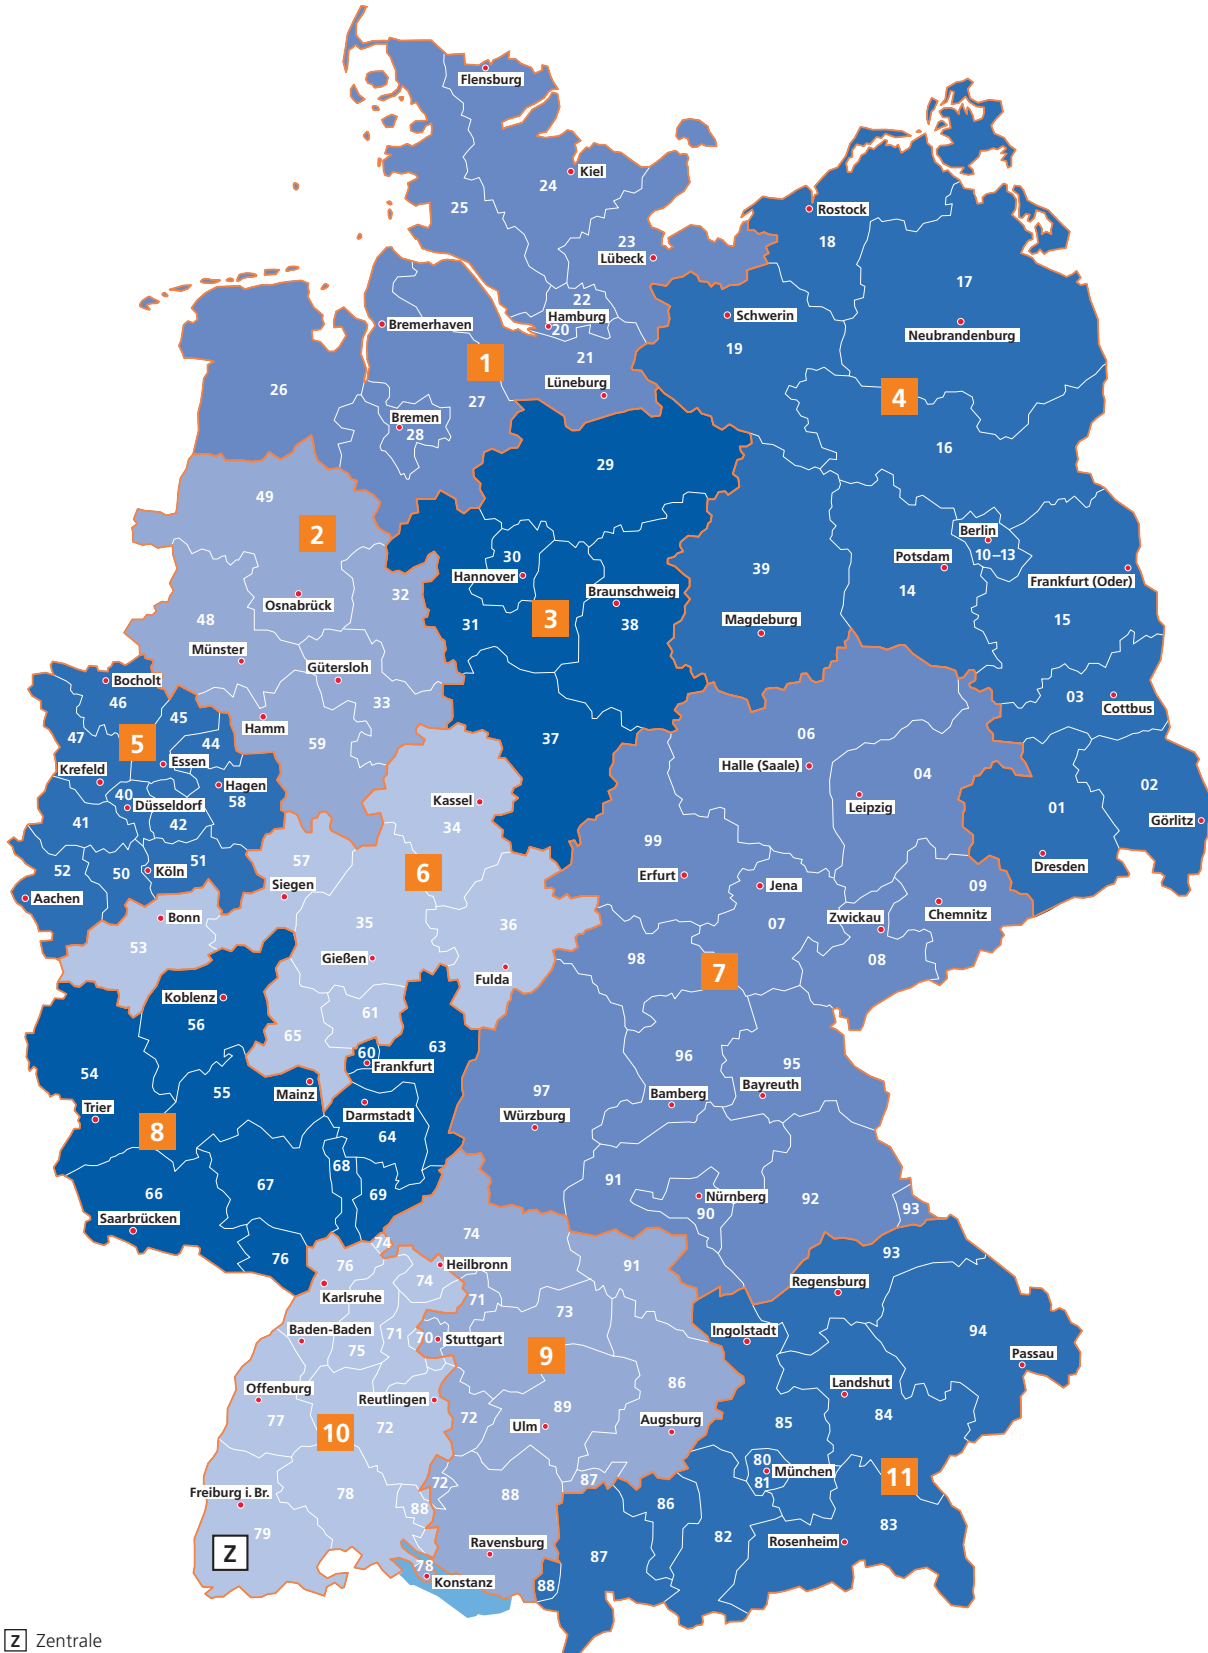 Flensburg
Kiel
24
25
Rostock
23
18
Lübeck
17
22
Hamburg
20
Schwerin
Bremerhaven
Neubrandenburg
19
21
1
Lüneburg
26
4
27
Bremen
28
16
29
49
2
Berlin
10–13
30
Potsdam
Hannover
39
Frankfurt (Oder)
32
Braunschweig
14
Osnabrück
3
48
31
38
Magdeburg
15
Münster
Gütersloh
Bocholt
46
33
03
Cottbus
45
Hamm
47
5
44
59
37
06
Essen
Krefeld
Halle (Saale)
04
02
Hagen
40
Düsseldorf
58
Kassel
Leipzig
01
41
42
34
Görlitz
99
52
50
Köln
51
57
6
Erfurt
Dresden
Siegen
Jena
09
Aachen
Bonn
35
36
07
Zwickau
Chemnitz
53
Gießen
98
08
7
Fulda
Koblenz
56
61
65
63
60
Frankfurt
96
95
54
55
Mainz
97
Bamberg
Bayreuth
Trier
Darmstadt
Würzburg
8
64
68
67
91
66
69
Nürnberg
92
90
93
Saarbrücken
74
74
93
76
76
Heilbronn
91
74
Regensburg
Karlsruhe
71
73
Baden-Baden
71
70
Stuttgart
Ingolstadt
94
75
9
Passau
86
Offenburg
Reutlingen
Landshut
77
10
72
72
89
Ulm
Augsburg
85
84
80
München
81
11
Freiburg i. Br.
78
72
87
88
88
86
83
79
82
Z
Ravensburg
Rosenheim
78
Konstanz
88
87
Z Zentrale